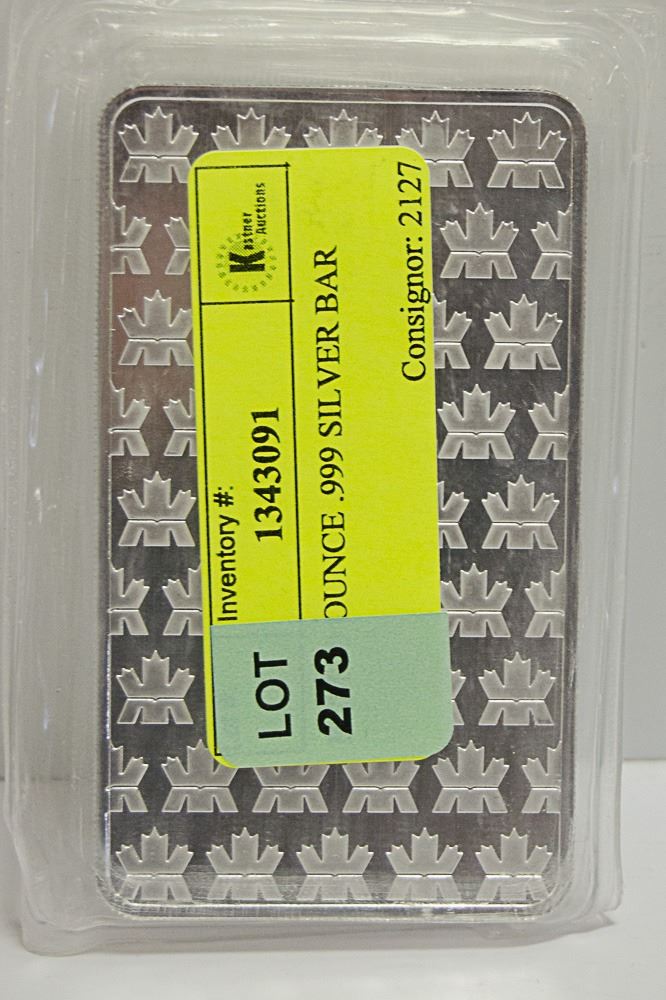 Kastner
Auctions
Inventory #:
1343091
OUNCE .999 SILVER BAR
Consignor: 2127
LOT
273